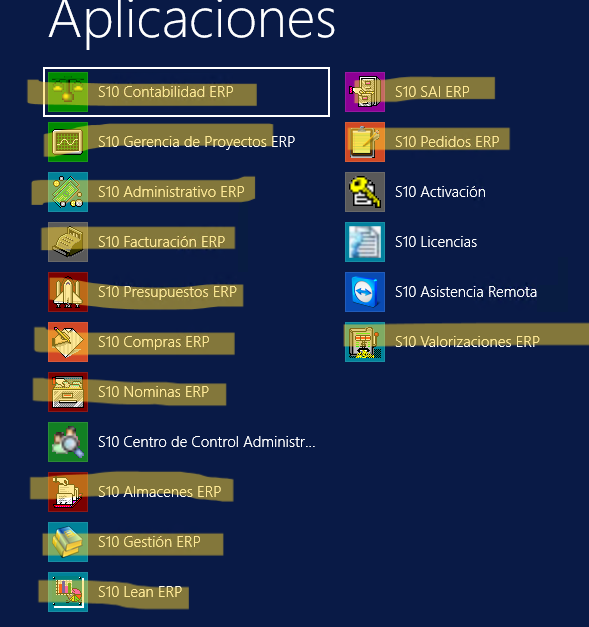 Aplicaciones
S10 Contabilidad ERP
S10 Gerencia de Proyectos ERP
S10 Administrativo ERP
S10 Facturación ERP
S10 Presupuestos ERP
S10 Compras ERP
S10 Nominas ERP
S10 Centro de Control Administr...
S10 Almacenes ERP
S10 Gestión ERP
S10 Lean ERP
S10 SAI ERP
S10 Pedidos ERP
S10 Activación
S10 Licencias
S10 Asistencia Remota
S10 Valorizaciones ERP